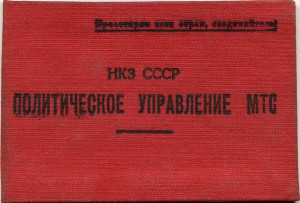 Пролетарии всех стран, соединяйтесь!
НКЗ СССР
ПОЛИТИЧЕСКОЕ УПРАВЛЕНИЕ МТС